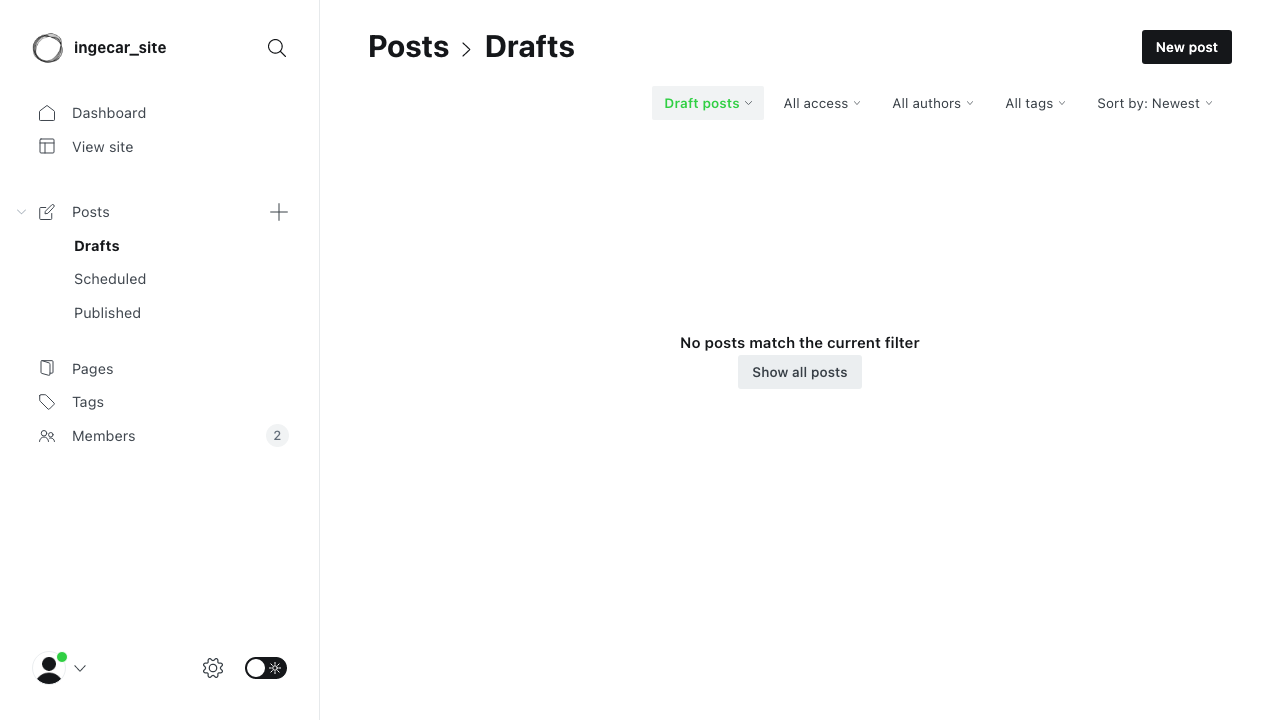 ingecar_site
Dashboard
View site
Posts
Drafts
Scheduled
Published
Pages
Tags
Members 2
Posts > Drafts
New post
Draft posts All access All authors All tags Sort by: Newest
No posts match the current filter
Show all posts